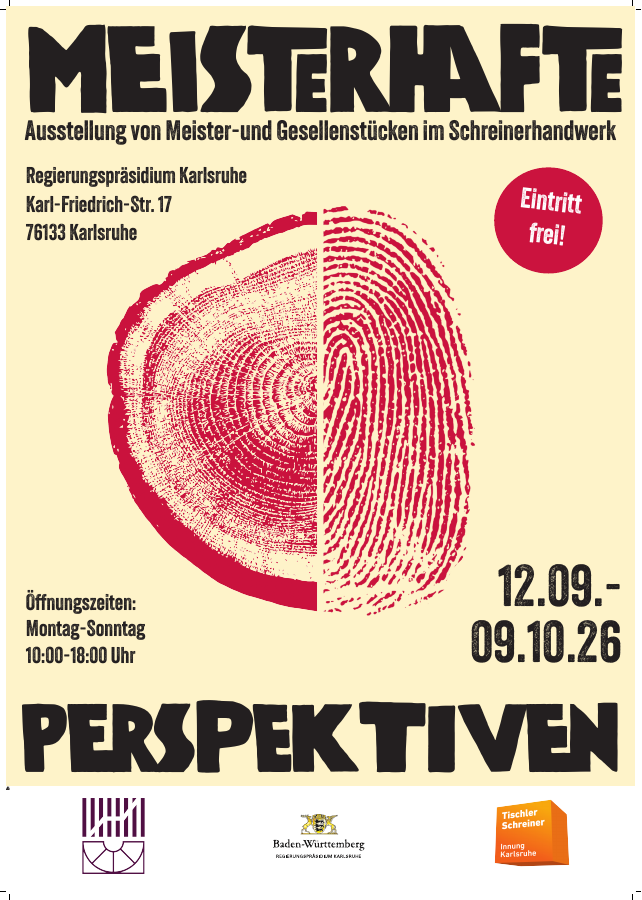 MEISTERHAFTE
Ausstellung von Meister-und Gesellenstücken im Schreinerhandwerk
Regierungspräsidium Karlsruhe
Karl-Friedrich-Str. 17
76133 Karlsruhe
Eintritt
frei!
Öffnungszeiten:
Montag-Sonntag
10:00-18:00 Uhr
12.09.-
09.10.26
PERSPEKTIVEN
Baden-Württemberg
REGIERUNGSPRÄSIDIUM KARLSRUHE
Tischler
Schreiner
Innung
Karlsruhe